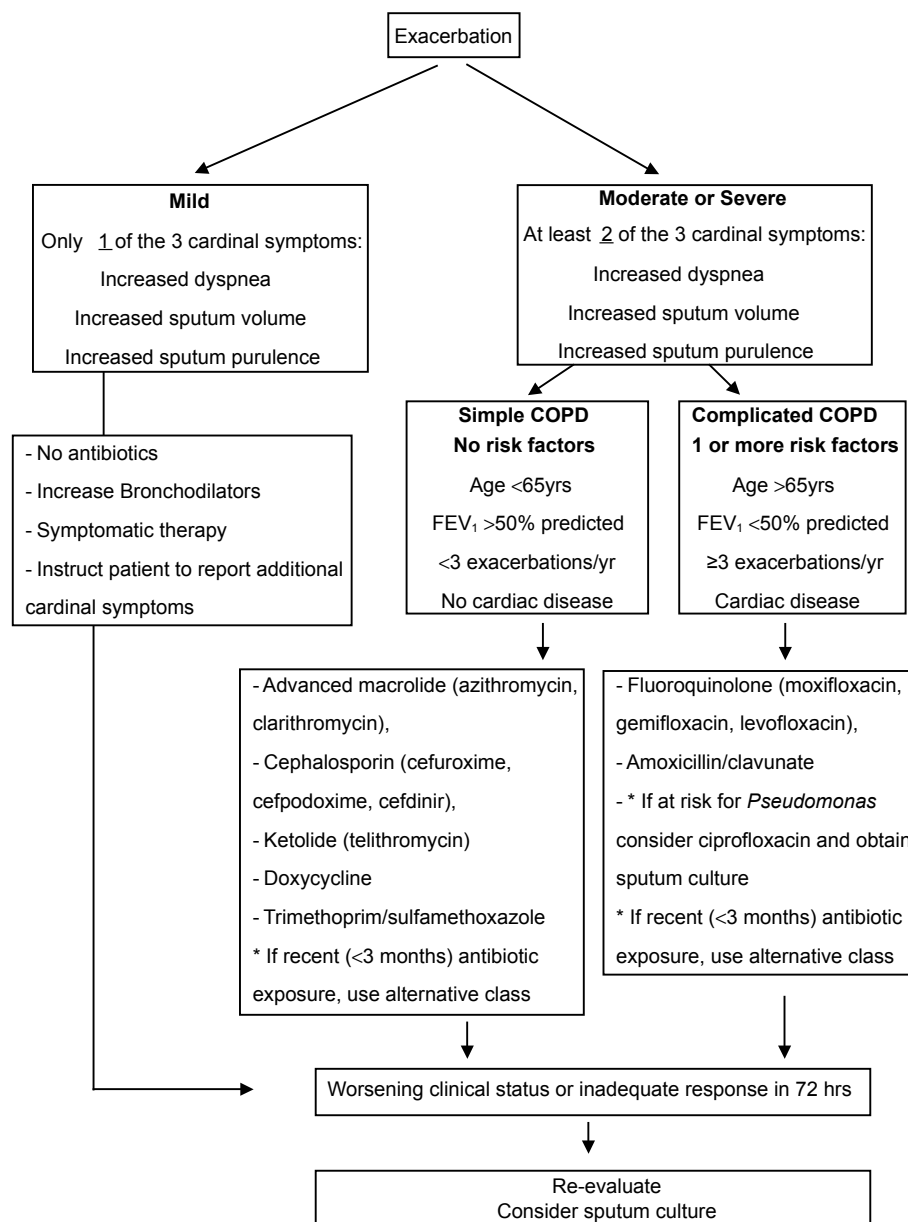 Exacerbation
Mild
Only 1 of the 3 cardinal symptoms:
Increased dyspnea
Increased sputum volume
Increased sputum purulence
Moderate or Severe
At least 2 of the 3 cardinal symptoms:
Increased dyspnea
Increased sputum volume
Increased sputum purulence
- No antibiotics
- Increase Bronchodilators
- Symptomatic therapy
- Instruct patient to report additional
cardinal symptoms
Simple COPD
No risk factors
Age <65yrs
FEV₁ >50% predicted
<3 exacerbations/yr
No cardiac disease
Complicated COPD
1 or more risk factors
Age >65yrs
FEV₁ <50% predicted
≥3 exacerbations/yr
Cardiac disease
- Advanced macrolide (azithromycin,
clarithromycin),
- Cephalosporin (cefuroxime,
cefpodoxime, cefdinir),
- Ketolide (telithromycin)
- Doxycycline
- Trimethoprim/sulfamethoxazole
* If recent (<3 months) antibiotic
exposure, use alternative class
- Fluoroquinolone (moxifloxacin,
gemifloxacin, levofloxacin),
- Amoxicillin/clavunate
- * If at risk for Pseudomonas
consider ciprofloxacin and obtain
sputum culture
* If recent (<3 months) antibiotic
exposure, use alternative class
Worsening clinical status or inadequate response in 72 hrs
Re-evaluate
Consider sputum culture